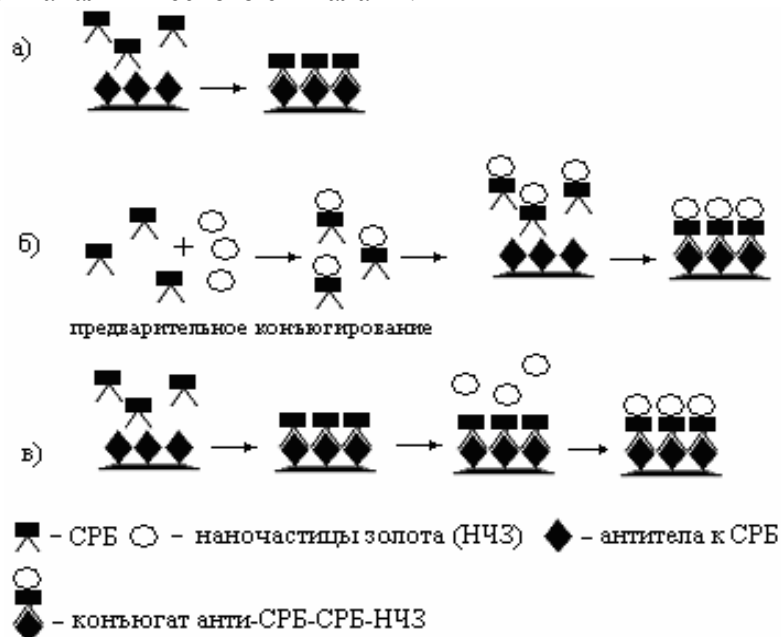 а)
б)
+
предварительное конъюгирование
в)
– СРБ – наночастицы золота (НЧЗ) – антитела к СРБ
– конъюгат анти-СРБ-СРБ-НЧЗ